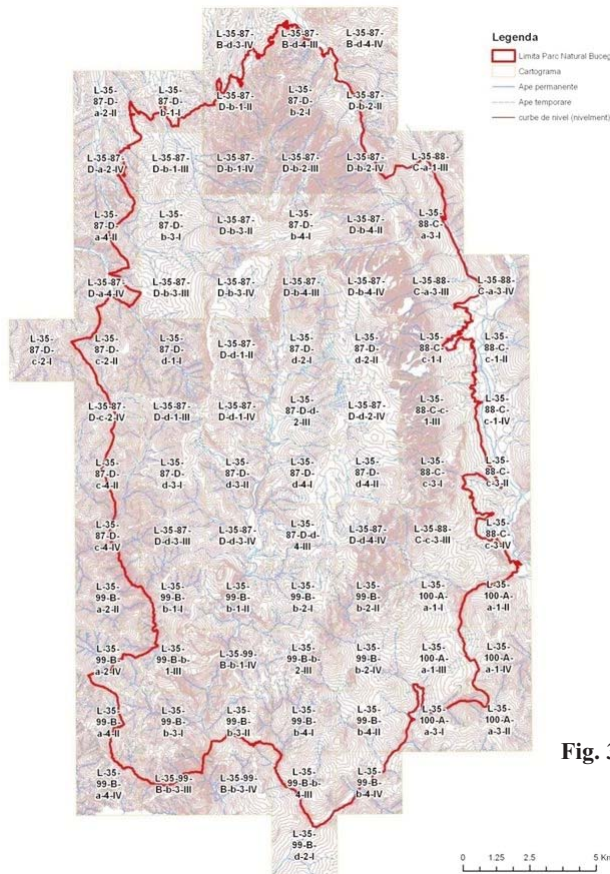 L-35-87-
B-d-3-IV
L-35-87-
B-d-4-III
L-35-87-
B-d-4-IV
Legenda
Limita Parc Natural Buceg
Cartograma
Ape permanente
Ape temporare
curbe de nivel (nivelment)
L-35-
87-D-
a-2-II
L-35-
87-D-
b-1-I
L-35-87-
D-b-1-II
L-35-
87-D-
b-2-I
L-35-87-
D-b-2-II
L-35-87-
D-a-2-IV
L-35-87-
D-b-1-III
L-35-87-
D-b-1-IV
L-35-87-
D-b-2-III
L-35-87-
D-b-2-IV
L-35-88-
C-a-1-III
L-35-
87-D-
a-4-II
L-35-
87-D-
b-3-I
L-35-87-
D-b-3-II
L-35-
87-D-
b-4-I
L-35-87-
D-b-4-II
L-35-
88-C-
a-3-I
L-35-87-
D-a-4-IV
L-35-87-
D-b-3-III
L-35-87-
D-b-3-IV
L-35-87-
D-b-4-III
L-35-87-
D-b-4-IV
L-35-88-
C-a-3-III
L-35-88-
C-a-3-IV
L-35-
87-D-
c-2-I
L-35-
87-D-
c-2-II
L-35-
87-D-
d-1-I
L-35-87-
D-d-1-II
L-35-
87-D-
d-2-I
L-35-
87-D-
d-2-II
L-35-
88-C-
c-1-I
L-35-
88-C-
c-1-II
L-35-87-
D-c-2-IV
L-35-87-
D-d-1-III
L-35-87-
D-d-1-IV
L-35-
87-D-d-
2-III
L-35-87-
D-d-2-IV
L-35-
88-C-c-
1-III
L-35-
88-C-
c-1-IV
L-35-
87-D-
c-4-II
L-35-
87-D-
d-3-I
L-35-
87-D-
d-3-II
L-35-
87-D-
d-4-I
L-35-
87-D-
d-4-II
L-35-
88-C-
c-3-I
L-35-
88-C-
c-3-II
L-35-
87-D-
c-4-IV
L-35-87-
D-d-3-III
L-35-87-
D-d-3-IV
L-35-
87-D-d-
4-III
L-35-87-
D-d-4-IV
L-35-88-
C-c-3-III
L-35-
88-C-
c-3-IV
L-35-
99-B-
a-2-II
L-35-
99-B-
b-1-I
L-35-
99-B-
b-1-II
L-35-
99-B-
b-2-I
L-35-
99-B-
b-2-II
L-35-
100-A-
a-1-I
L-35-
100-A-
a-1-II
L-35-
99-B-
a-2-IV
L-35-
99-B-b-
1-III
L-35-99-
B-b-1-IV
L-35-
99-B-b-
2-III
L-35-
99-B-
b-2-IV
L-35-
100-A-
a-1-III
L-35-
100-A-
a-1-IV
L-35-
99-B-
a-4-II
L-35-
99-B-
b-3-I
L-35-
99-B-
b-3-II
L-35-
99-B-
b-4-I
L-35-
99-B-
b-4-II
L-35-
100-A-
a-3-I
L-35-
100-A-
a-3-II
Fig. 3
L-35-
99-B-
a-4-IV
L-35-99-
B-b-3-III
L-35-99-
B-b-3-IV
L-35-
99-B-b-
4-III
L-35-
99-B-
b-4-IV
L-35-
99-B-
d-2-I
0 1.25 2.5 5 Km